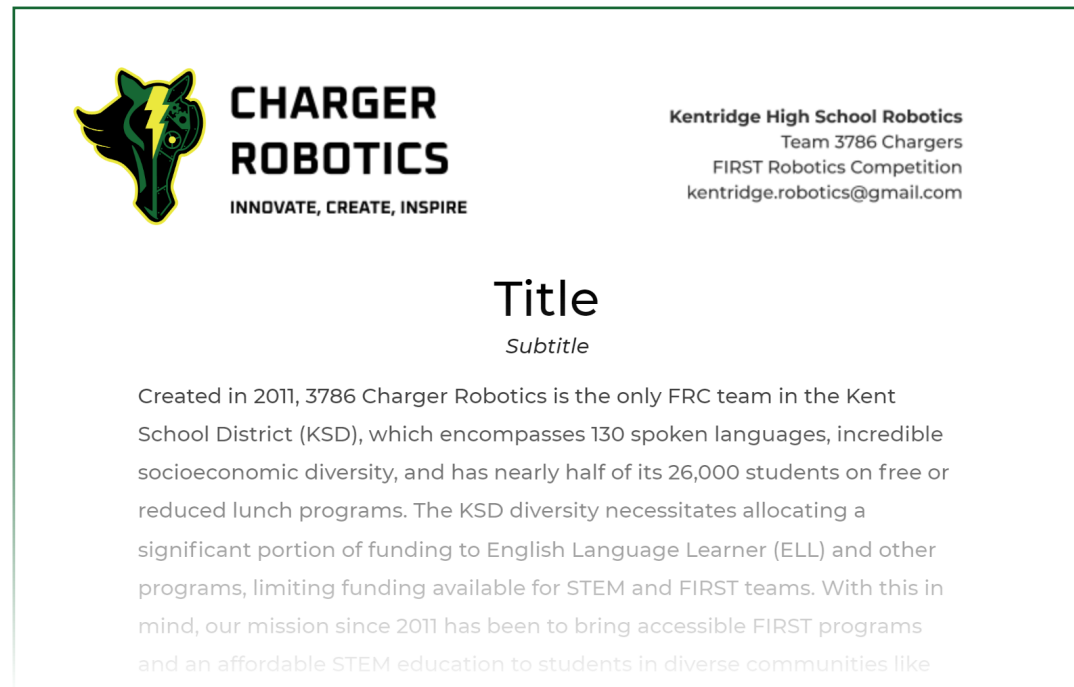 CHARGER
ROBOTICS
INNOVATE, CREATE, INSPIRE
Kentridge High School Robotics
Team 3786 Chargers
FIRST Robotics Competition
kentridge.robotics@gmail.com
Title
Subtitle
Created in 2011, 3786 Charger Robotics is the only FRC team in the Kent
School District (KSD), which encompasses 130 spoken languages, incredible
socioeconomic diversity, and has nearly half of its 26,000 students on free or
reduced lunch programs. The KSD diversity necessitates allocating a
significant portion of funding to English Language Learner (ELL) and other
programs, limiting funding available for STEM and FIRST teams. With this in
mind, our mission since 2011 has been to bring accessible FIRST programs
and an affordable STEM education to students in diverse communities like